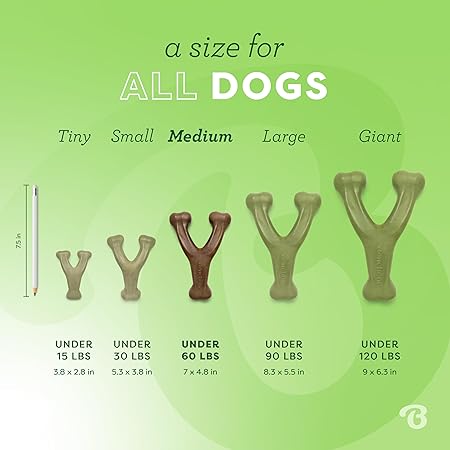 a size for
ALL DOGS
Tiny Small Medium Large Giant
7.5 in
UNDER UNDER UNDER UNDER UNDER
15 LBS 30 LBS 60 LBS 90 LBS 120 LBS
3.8 x 2.8 in 5.3 x 3.8 in 7 x 4.8 in 8.3 x 5.5 in 9 x 6.3 in
B